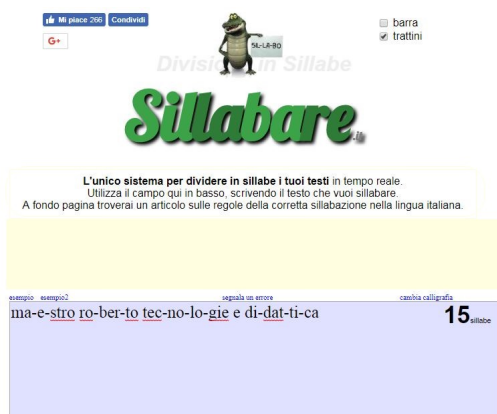 Mi piace 266 Condividi
G+
SIL-LA-BO
barra
trattini
Divisione in Sillabe
Sillabare.it
L'unico sistema per dividere in sillabe i tuoi testi in tempo reale.
Utilizza il campo qui in basso, scrivendo il testo che vuoi sillabare.
A fondo pagina troverai un articolo sulle regole della corretta sillabazione nella lingua italiana.
esempio esempio2 segnala un errore cambia calligrafia
ma-e-stro ro-ber-to tec-no-lo-gie e di-dat-ti-ca
15 sillabe